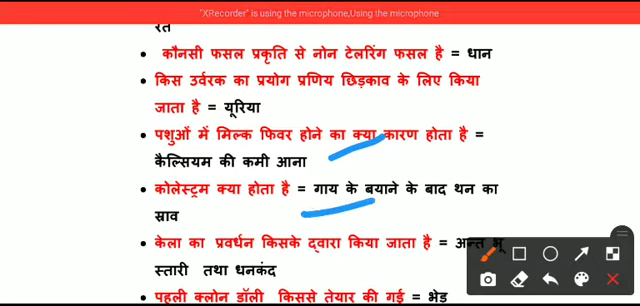 "XRecorder" is using the microphone,Using the microphone
रत
• कौनसी फसल प्रकृति से नोन टेलरिंग फसल है = धान
• किस उर्वरक का प्रयोग प्रणिय छिड़काव के लिए किया
जाता है = यूरिया
• पशुओं में मिल्क फिवर होने का क्या कारण होता है =
कैल्सियम की कमी आना
• कोलेस्ट्रम क्या होता है = गाय के बयाने के बाद थन का
स्राव
• केला का प्रवर्धन किसके द्वारा किया जाता है = अन्त भू
स्तारी तथा धनकंद
• पहली क्लोन डॉली किससे तेयार की गई = भेड़